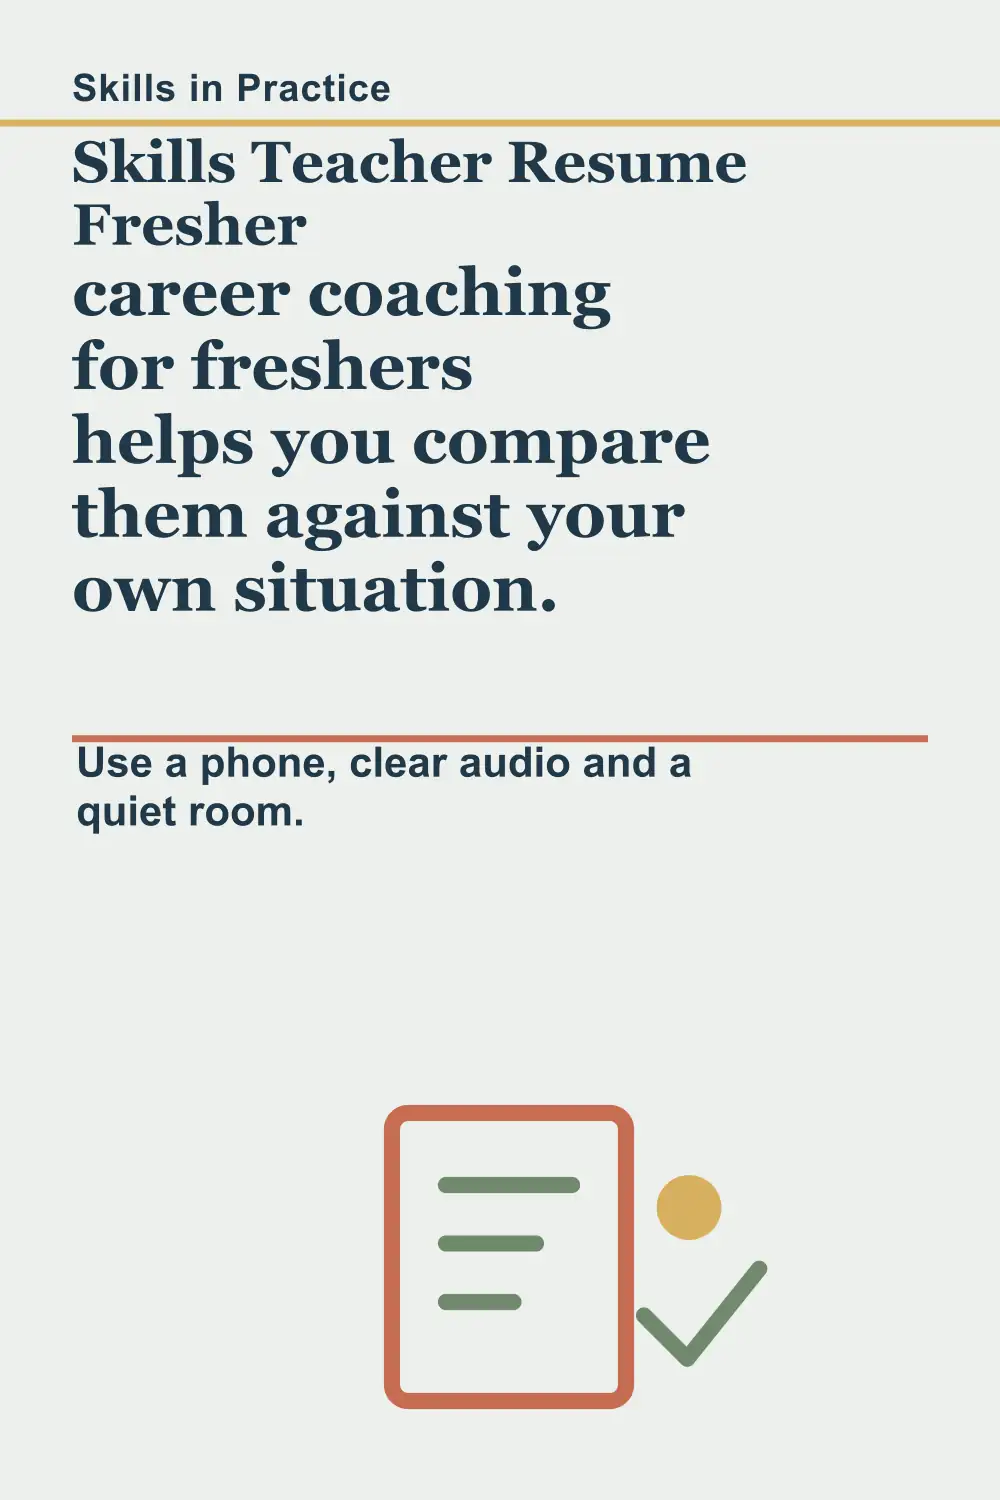 Skills in Practice
Skills Teacher Resume
Fresher
career coaching
for freshers
helps you compare
them against your
own situation.
Use a phone, clear audio and a
quiet room.